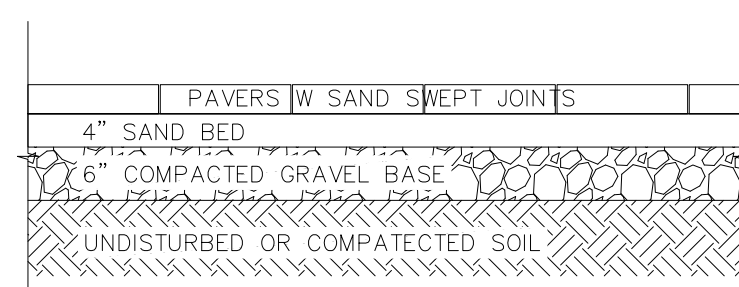 PAVERS W SAND SWEPT JOINTS
4” SAND BED
6” COMPACTED GRAVEL BASE
UNDISTURBED OR COMPATECTED SOIL